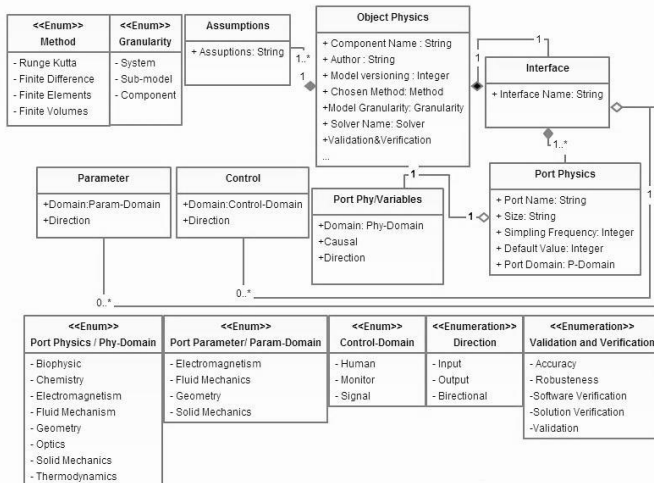 <<Enum>>
Method
- Runge Kutta
- Finite Difference
- Finite Elements
- Finite Volumes
<<Enum>>
Granularity
- System
- Sub-model
- Component
Assumptions
+ Assuptions: String
1..*
1
Object Physics
+ Component Name : String
+ Author : String
+ Model versioning : Integer
+ Chosen Method: Method
+Model Granularity: Granularity
+ Solver Name: Solver
+Validation&Verification
...
1
1
Interface
+ Interface Name: String
1..*
1
Parameter
+Domain:Param-Domain
+Direction
0..*
Control
+Domain:Control-Domain
+Direction
0..*
1
Port Phy/Variables
+Domain: Phy-Domain
+Causal
+Direction
1
Port Physics
+ Port Name: String
+ Size: String
+ Simpling Frequency: Integer
+ Default Value: Integer
+ Port Domain: P-Domain
<<Enum>>
Port Physics / Phy-Domain
- Biophysic
- Chemistry
- Electromagnetism
- Fluid Mechanism
- Geometry
- Optics
- Solid Mechanics
- Thermodynamics
<<Enum>>
Port Parameter/ Param-Domain
- Electromagnetism
- Fluid Mechanics
- Geometry
- Solid Mechanics
<<Enum>>
Control-Domain
- Human
- Monitor
- Signal
<<Enumeration>>
Direction
- Input
- Output
- Birectional
<<Enumeration>>
Validation and Verification
- Accuracy
- Robusteness
-Software Verification
-Solution Verification
-Validation